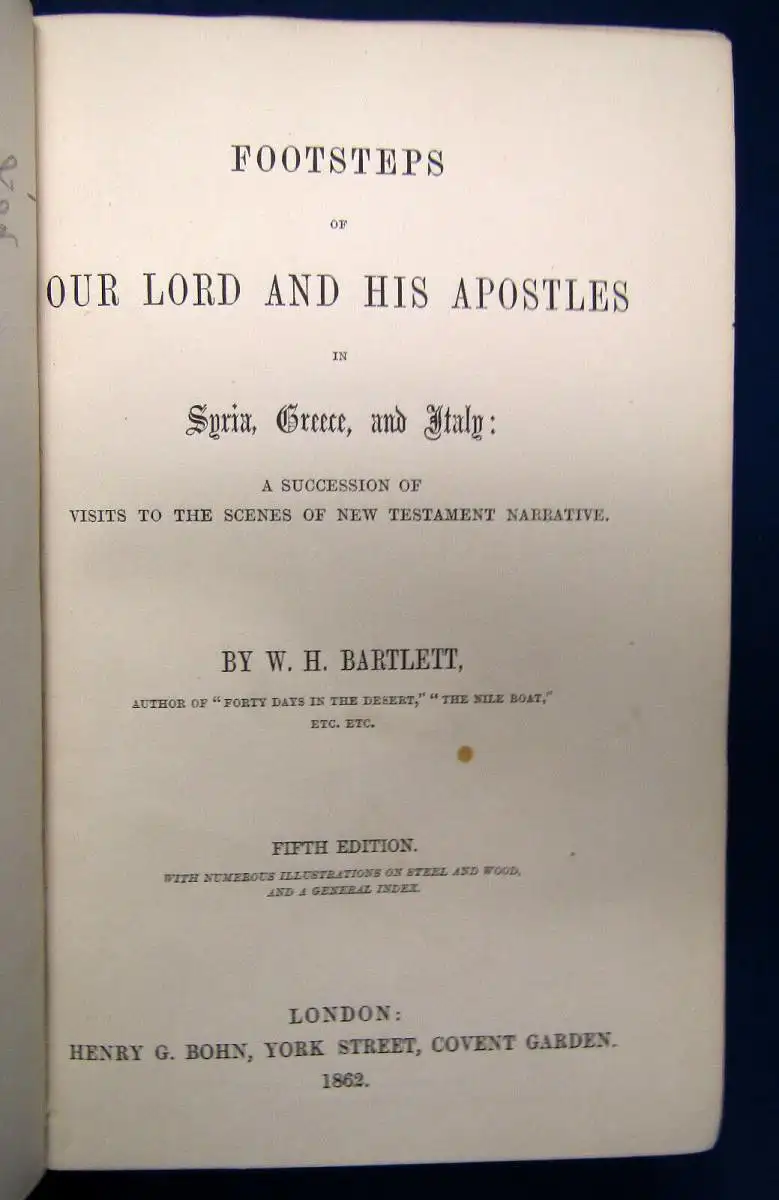 FOOTSTEPS
OF
OUR LORD AND HIS APOSTLES
IN
Syria, Greece, and Italy:
A SUCCESSION OF
VISITS TO THE SCENES OF NEW TESTAMENT NARRATIVE.
BY W. H. BARTLETT,
AUTHOR OF "FORTY DAYS IN THE DESERT," "THE NILE BOAT,"
ETC. ETC.
FIFTH EDITION.
WITH NUMEROUS ILLUSTRATIONS ON STEEL AND WOOD,
AND A GENERAL INDEX.
LONDON:
HENRY G. BOHN, YORK STREET, COVENT GARDEN.
1862.